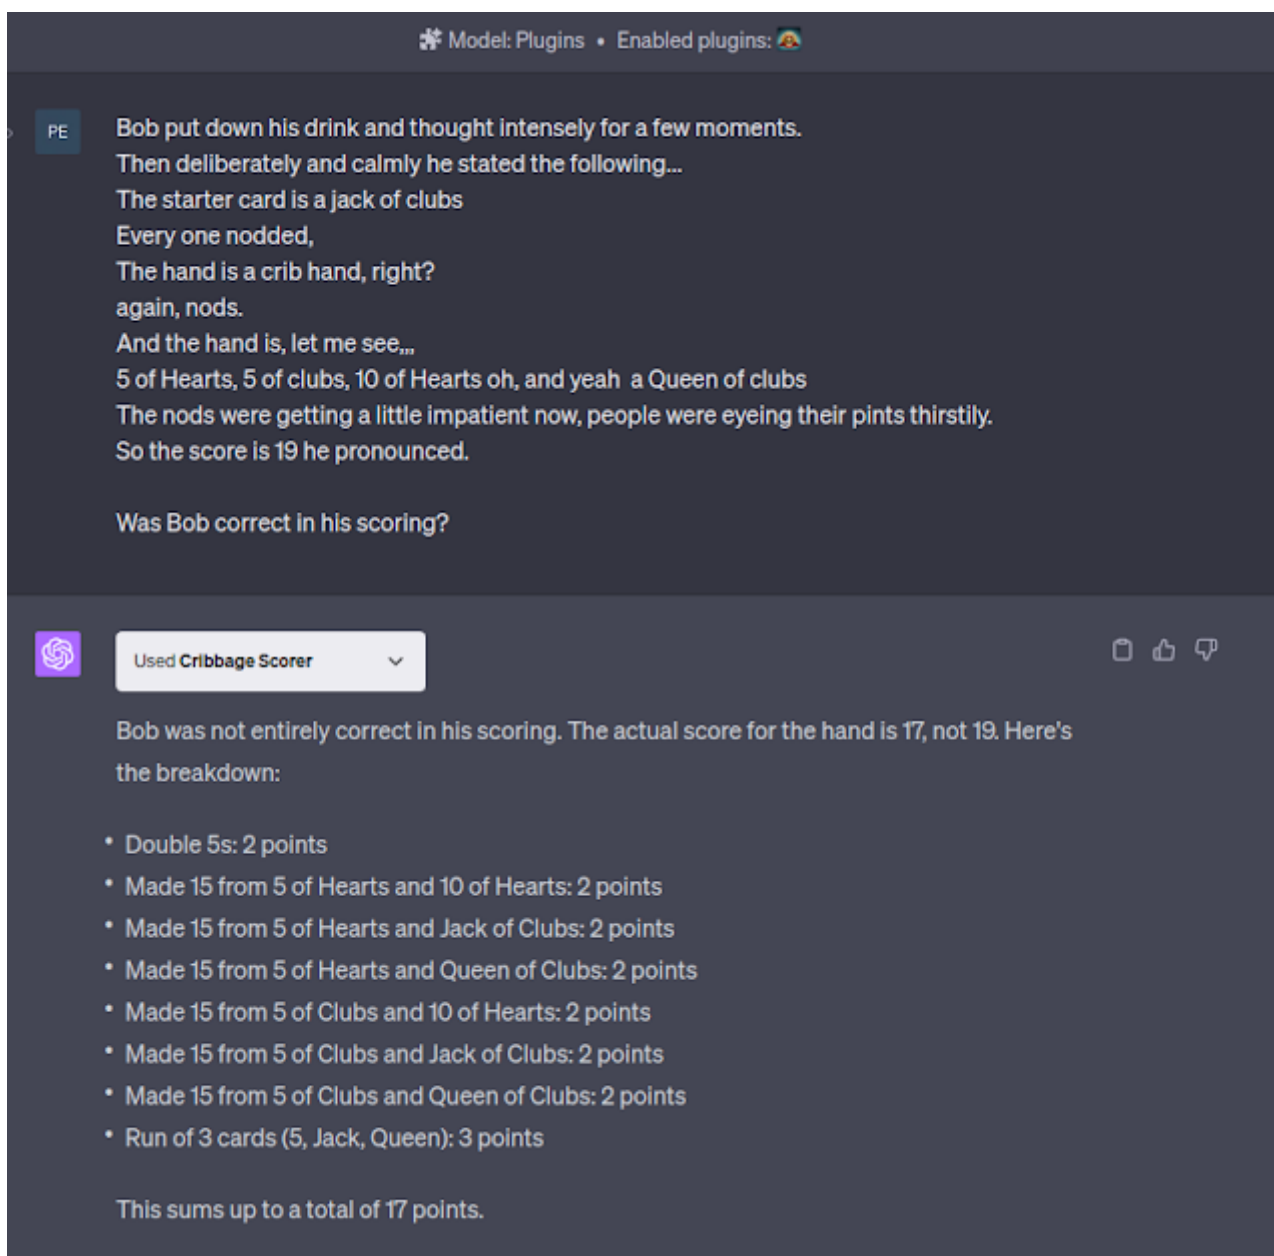 Model: Plugins • Enabled plugins:
PE
Bob put down his drink and thought intensely for a few moments.
Then deliberately and calmly he stated the following...
The starter card is a jack of clubs
Every one nodded,
The hand is a crib hand, right?
again, nods.
And the hand is, let me see,,,
5 of Hearts, 5 of clubs, 10 of Hearts oh, and yeah  a Queen of clubs
The nods were getting a little impatient now, people were eyeing their pints thirstily.
So the score is 19 he pronounced.
Was Bob correct in his scoring?
Used Cribbage Scorer
Bob was not entirely correct in his scoring. The actual score for the hand is 17, not 19. Here's
the breakdown:
• Double 5s: 2 points
• Made 15 from 5 of Hearts and 10 of Hearts: 2 points
• Made 15 from 5 of Hearts and Jack of Clubs: 2 points
• Made 15 from 5 of Hearts and Queen of Clubs: 2 points
• Made 15 from 5 of Clubs and 10 of Hearts: 2 points
• Made 15 from 5 of Clubs and Jack of Clubs: 2 points
• Made 15 from 5 of Clubs and Queen of Clubs: 2 points
• Run of 3 cards (5, Jack, Queen): 3 points
This sums up to a total of 17 points.